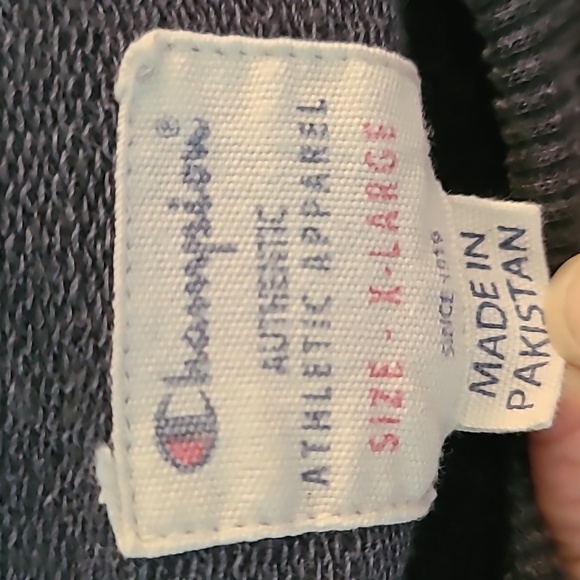 Champion®
AUTHENTIC
ATHLETIC APPAREL
SIZE - X-LARGE
SINCE 1919
MADE IN
PAKISTAN